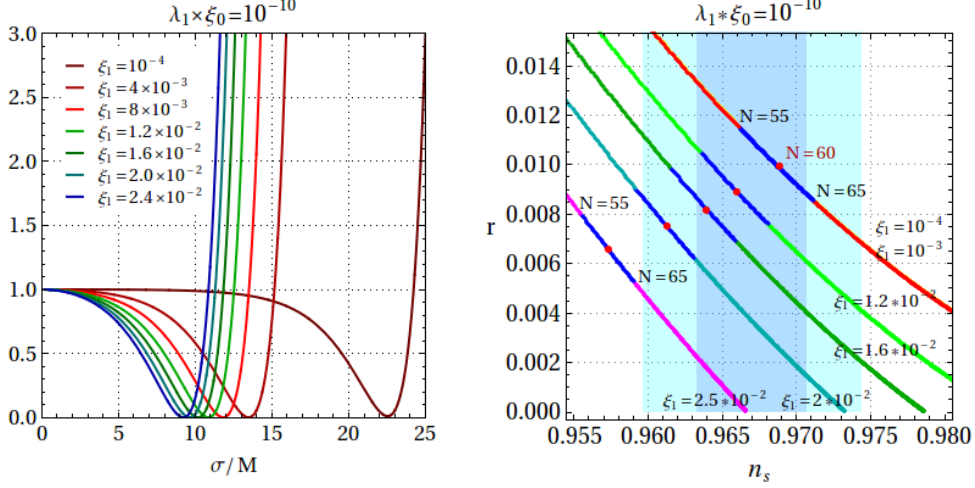 λ₁×ξ₀=10⁻¹⁰
3.0
2.5
2.0
1.5
1.0
0.5
0.0
ξ₁=10⁻⁴
ξ₁=4×10⁻³
ξ₁=8×10⁻³
ξ₁=1.2×10⁻²
ξ₁=1.6×10⁻²
ξ₁=2.0×10⁻²
ξ₁=2.4×10⁻²
0 5 10 15 20 25
σ/M
λ₁*ξ₀=10⁻¹⁰
r
0.014
0.012
0.010
0.008
0.006
0.004
0.002
0.000
N=55
N=60
N=65
N=55
N=65
ξ₁=10⁻⁴
ξ₁=10⁻³
ξ₁=1.2*10⁻²
ξ₁=1.6*10⁻²
ξ₁=2.5*10⁻² ξ₁=2*10⁻²
0.955 0.960 0.965 0.970 0.975 0.980
nₛ